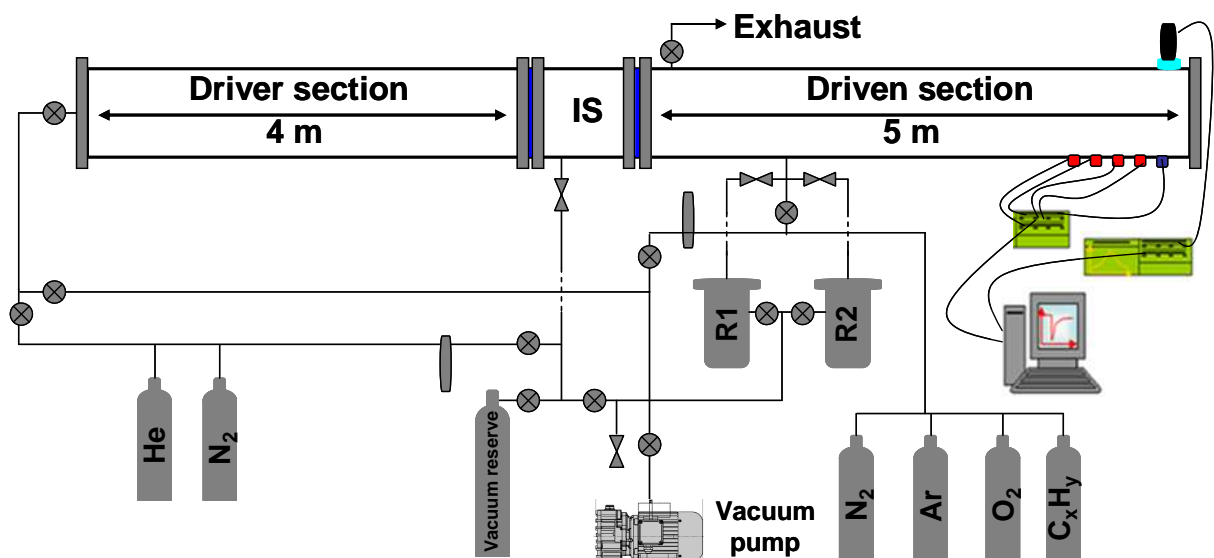 Exhaust
Driver section
4 m
IS
Driven section
5 m
R1
R2
He
N₂
Vacuum reserve
Vacuum
pump
N₂
Ar
O₂
CₓHᵧ